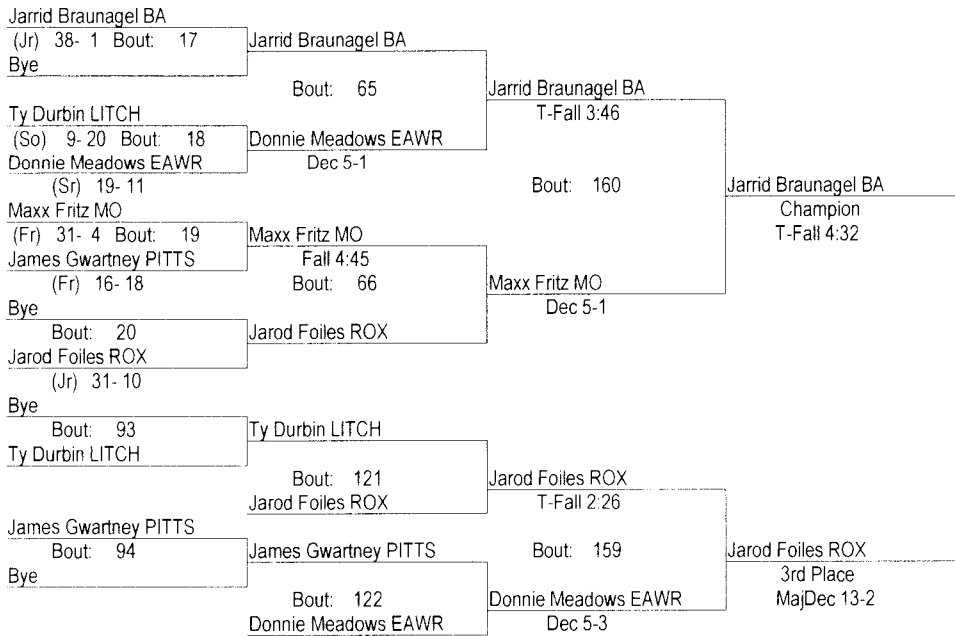 Jarrid Braunagel BA
(Jr) 38- 1 Bout: 17
Bye
Ty Durbin LITCH
(So) 9- 20 Bout: 18
Donnie Meadows EAWR
(Sr) 19- 11
Maxx Fritz MO
(Fr) 31- 4 Bout: 19
James Gwartney PITTS
(Fr) 16- 18
Bye
Bout: 20
Jarod Foiles ROX
(Jr) 31- 10
Jarrid Braunagel BA
Bout: 65
Donnie Meadows EAWR
Dec 5-1
Maxx Fritz MO
Fall 4:45
Bout: 66
Jarod Foiles ROX
Jarrid Braunagel BA
T-Fall 3:46
Bout: 160
Maxx Fritz MO
Dec 5-1
Jarrid Braunagel BA
Champion
T-Fall 4:32
Bye
Bout: 93
Ty Durbin LITCH
James Gwartney PITTS
Bout: 94
Bye
Ty Durbin LITCH
Bout: 121
Jarod Foiles ROX
James Gwartney PITTS
Bout: 122
Donnie Meadows EAWR
Jarod Foiles ROX
T-Fall 2:26
Bout: 159
Donnie Meadows EAWR
Dec 5-3
Jarod Foiles ROX
3rd Place
MajDec 13-2